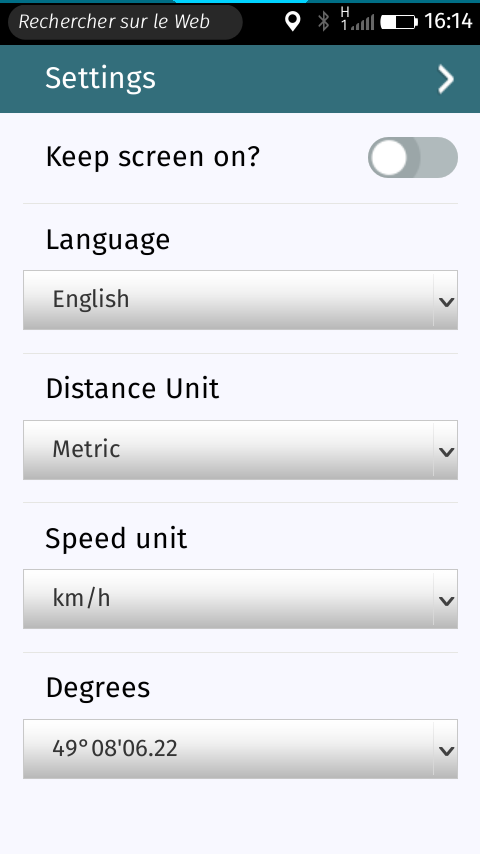 Rechercher sur le Web
H
1
16:14
Settings
Keep screen on?
Language
English
Distance Unit
Metric
Speed unit
km/h
Degrees
49°08'06.22